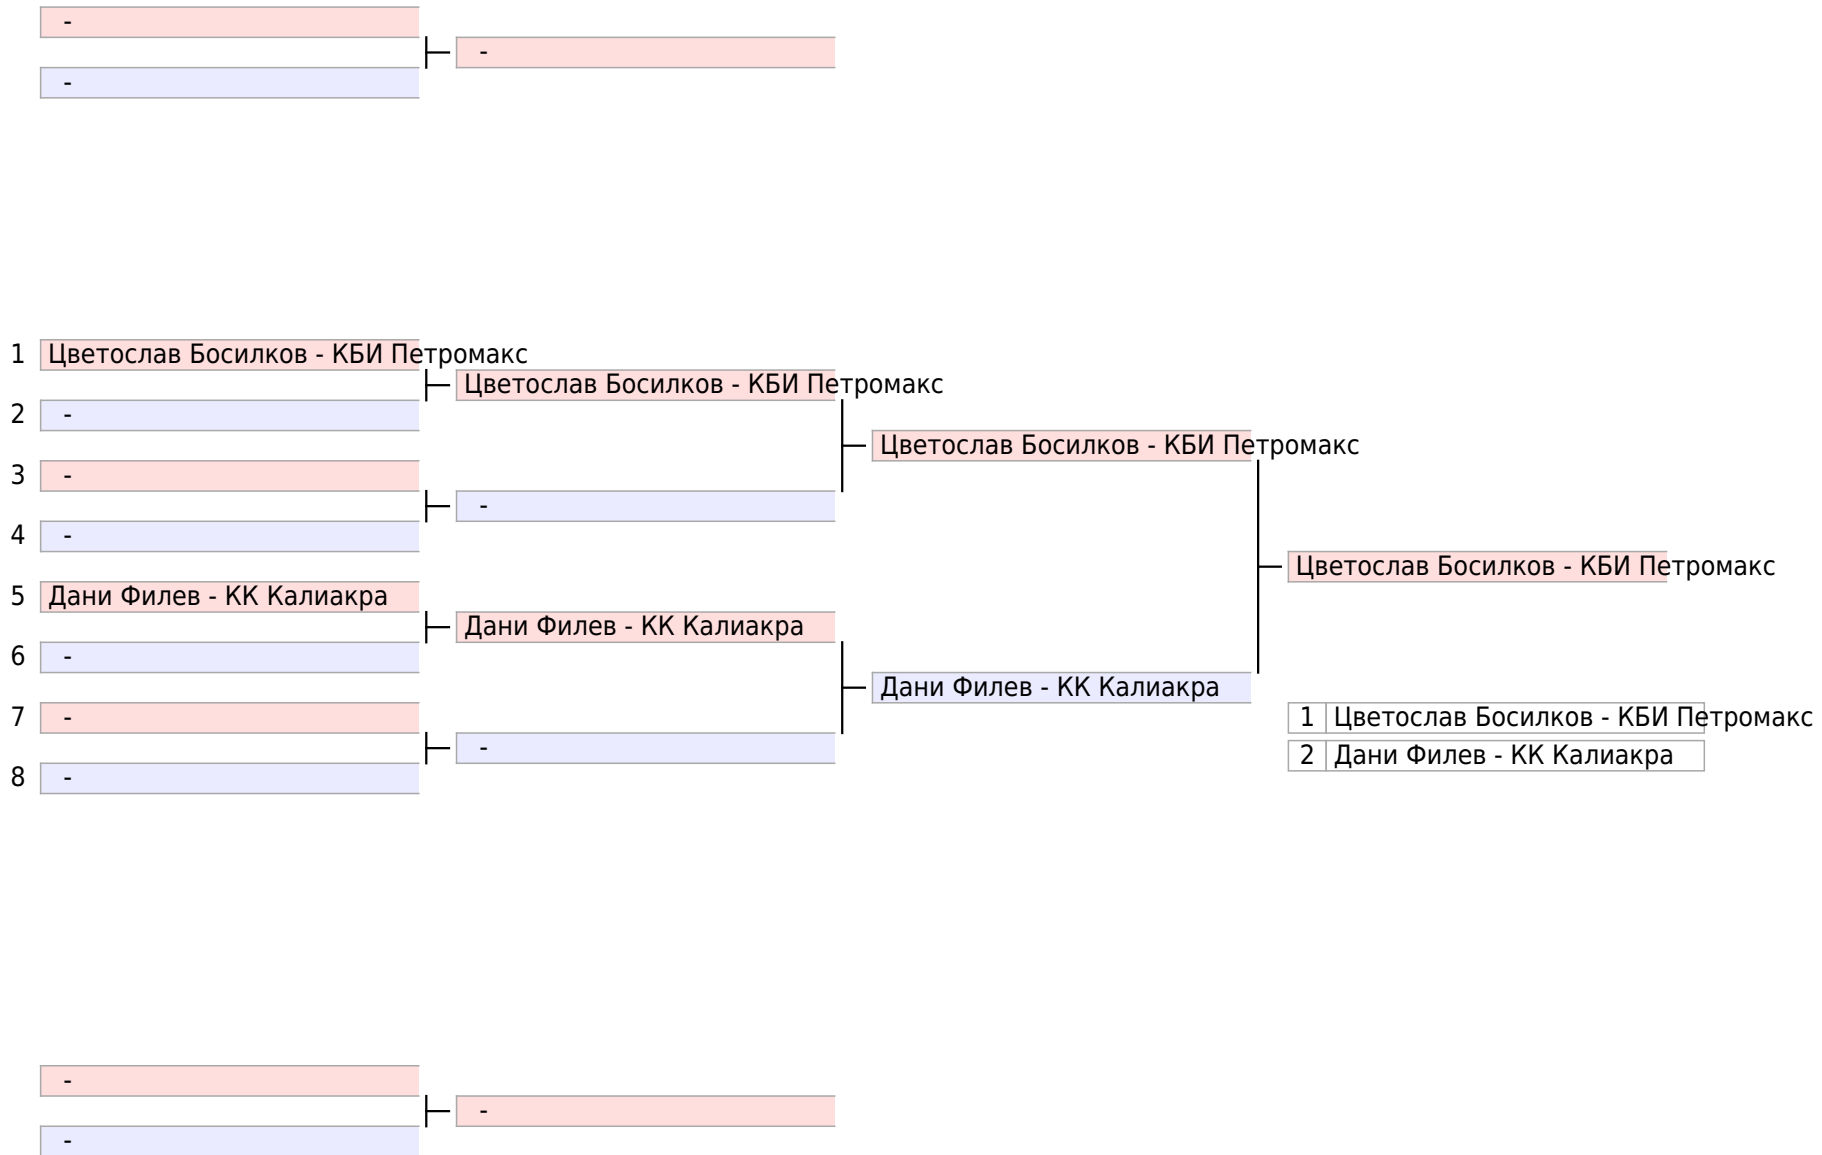 -
-
-
1 Цветослав Босилков - КБИ Петромакс
Цветослав Босилков - КБИ Петромакс
2 -
Цветослав Босилков - КБИ Петромакс
3 -
-
4 -
Цветослав Босилков - КБИ Петромакс
5 Дани Филев - КК Калиакра
Дани Филев - КК Калиакра
6 -
Дани Филев - КК Калиакра
7 -
1 Цветослав Босилков - КБИ Петромакс
-
2 Дани Филев - КК Калиакра
8 -
-
-
-